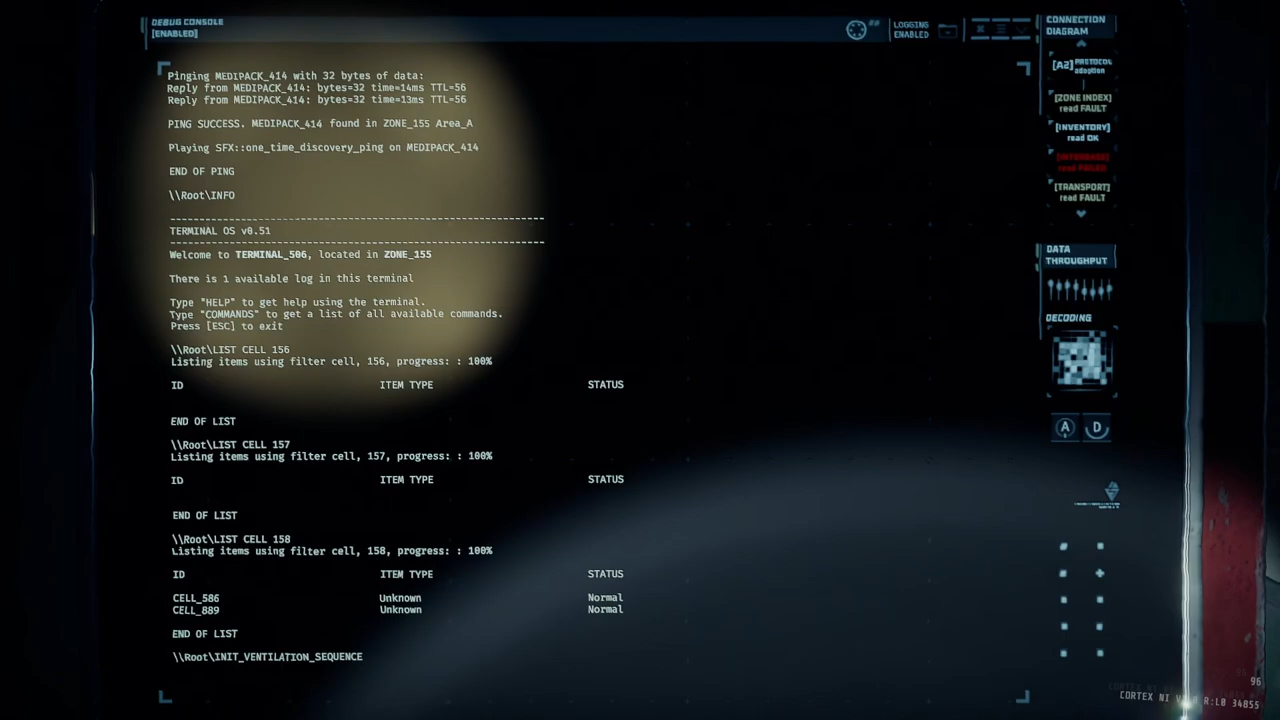 DEBUG CONSOLE
[ENABLED]
LOGGING
ENABLED
Pinging MEDIPACK_414 with 32 bytes of data:
Reply from MEDIPACK_414: bytes=32 time=14ms TTL=56
Reply from MEDIPACK_414: bytes=32 time=13ms TTL=56
PING SUCCESS. MEDIPACK_414 found in ZONE_155 Area_A
Playing SFX::one_time_discovery_ping on MEDIPACK_414
END OF PING
\\Root\INFO
----------------------------------------------------------------
TERMINAL OS v0.51
----------------------------------------------------------------
Welcome to TERMINAL_506, located in ZONE_155
There is 1 available log in this terminal
Type "HELP" to get help using the terminal.
Type "COMMANDS" to get a list of all available commands.
Press [ESC] to exit
\\Root\LIST CELL 156
Listing items using filter cell, 156, progress: : 100%
ID ITEM TYPE STATUS
END OF LIST
\\Root\LIST CELL 157
Listing items using filter cell, 157, progress: : 100%
ID ITEM TYPE STATUS
END OF LIST
\\Root\LIST CELL 158
Listing items using filter cell, 158, progress: : 100%
ID ITEM TYPE STATUS
CELL_586 Unknown Normal
CELL_889 Unknown Normal
END OF LIST
\\Root\INIT_VENTILATION_SEQUENCE
CONNECTION
DIAGRAM
[A2] PROTOCOL
adaption
[ZONE INDEX]
read FAULT
[INVENTORY]
read OK
read FAILED
[TRANSPORT]
read FAULT
DATA
THROUGHPUT
DECODING
A D
96
CORTEX NI R:L0 34855